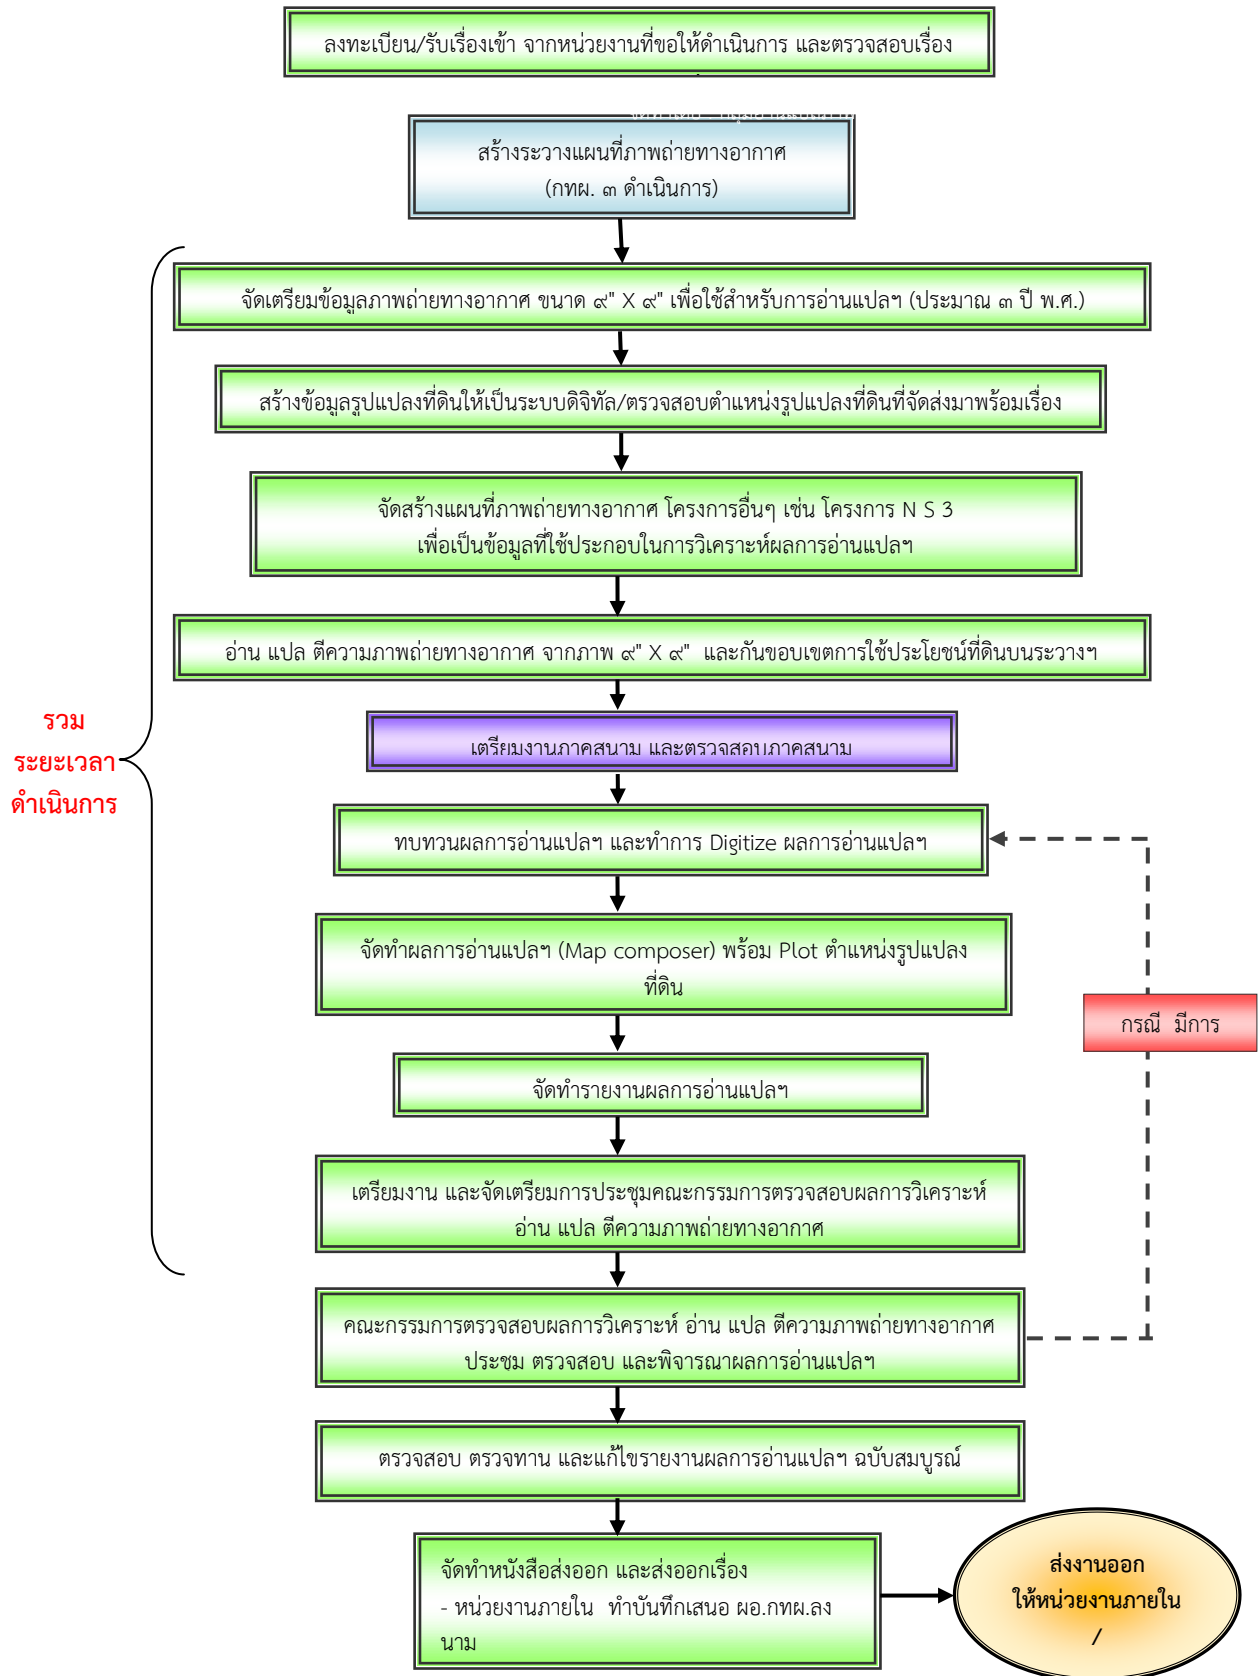 ลงทะเบียน/รับเรื่องเข้า จากหน่วยงานที่ขอให้ดำเนินการ และตรวจสอบเรื่อง
สร้างระวางแผนที่ภาพถ่ายทางอากาศ
(กทผ. ๓ ดำเนินการ)
จัดเตรียมข้อมูลภาพถ่ายทางอากาศ ขนาด ๙" X ๙" เพื่อใช้สำหรับการอ่านแปลฯ (ประมาณ ๓ ปี พ.ศ.)
สร้างข้อมูลรูปแปลงที่ดินให้เป็นระบบดิจิทัล/ตรวจสอบตำแหน่งรูปแปลงที่ดินที่จัดส่งมาพร้อมเรื่อง
จัดสร้างแผนที่ภาพถ่ายทางอากาศ โครงการอื่นๆ เช่น โครงการ N S 3
เพื่อเป็นข้อมูลที่ใช้ประกอบในการวิเคราะห์ผลการอ่านแปลฯ
อ่าน แปล ตีความภาพถ่ายทางอากาศ จากภาพ ๙" X ๙" และกันขอบเขตการใช้ประโยชน์ที่ดินบนระวางฯ
รวม
ระยะเวลา
ดำเนินการ
เตรียมงานภาคสนาม และตรวจสอบภาคสนาม
ทบทวนผลการอ่านแปลฯ และทำการ Digitize ผลการอ่านแปลฯ
จัดทำผลการอ่านแปลฯ (Map composer) พร้อม Plot ตำแหน่งรูปแปลง
ที่ดิน
กรณี มีการ
จัดทำรายงานผลการอ่านแปลฯ
เตรียมงาน และจัดเตรียมการประชุมคณะกรรมการตรวจสอบผลการวิเคราะห์
อ่าน แปล ตีความภาพถ่ายทางอากาศ
คณะกรรมการตรวจสอบผลการวิเคราะห์ อ่าน แปล ตีความภาพถ่ายทางอากาศ
ประชุม ตรวจสอบ และพิจารณาผลการอ่านแปลฯ
ตรวจสอบ ตรวจทาน และแก้ไขรายงานผลการอ่านแปลฯ ฉบับสมบูรณ์
จัดทำหนังสือส่งออก และส่งออกเรื่อง
- หน่วยงานภายใน ทำบันทึกเสนอ ผอ.กทผ.ลง
นาม
ส่งงานออก
ให้หน่วยงานภายใน
/